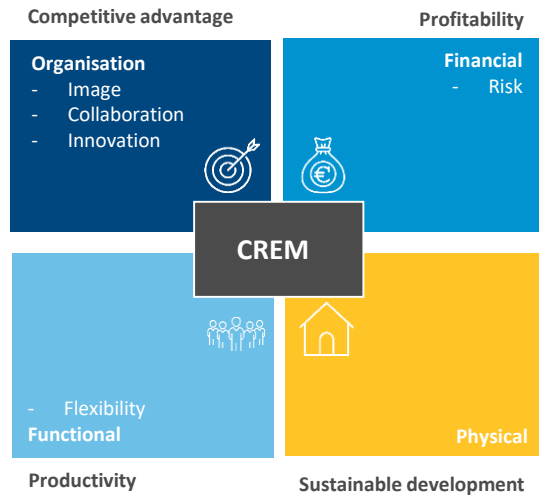 Competitive advantage
Profitability
Organisation
- Image
- Collaboration
- Innovation
Financial
- Risk
€
CREM
- Flexibility
Functional
Physical
Productivity
Sustainable development